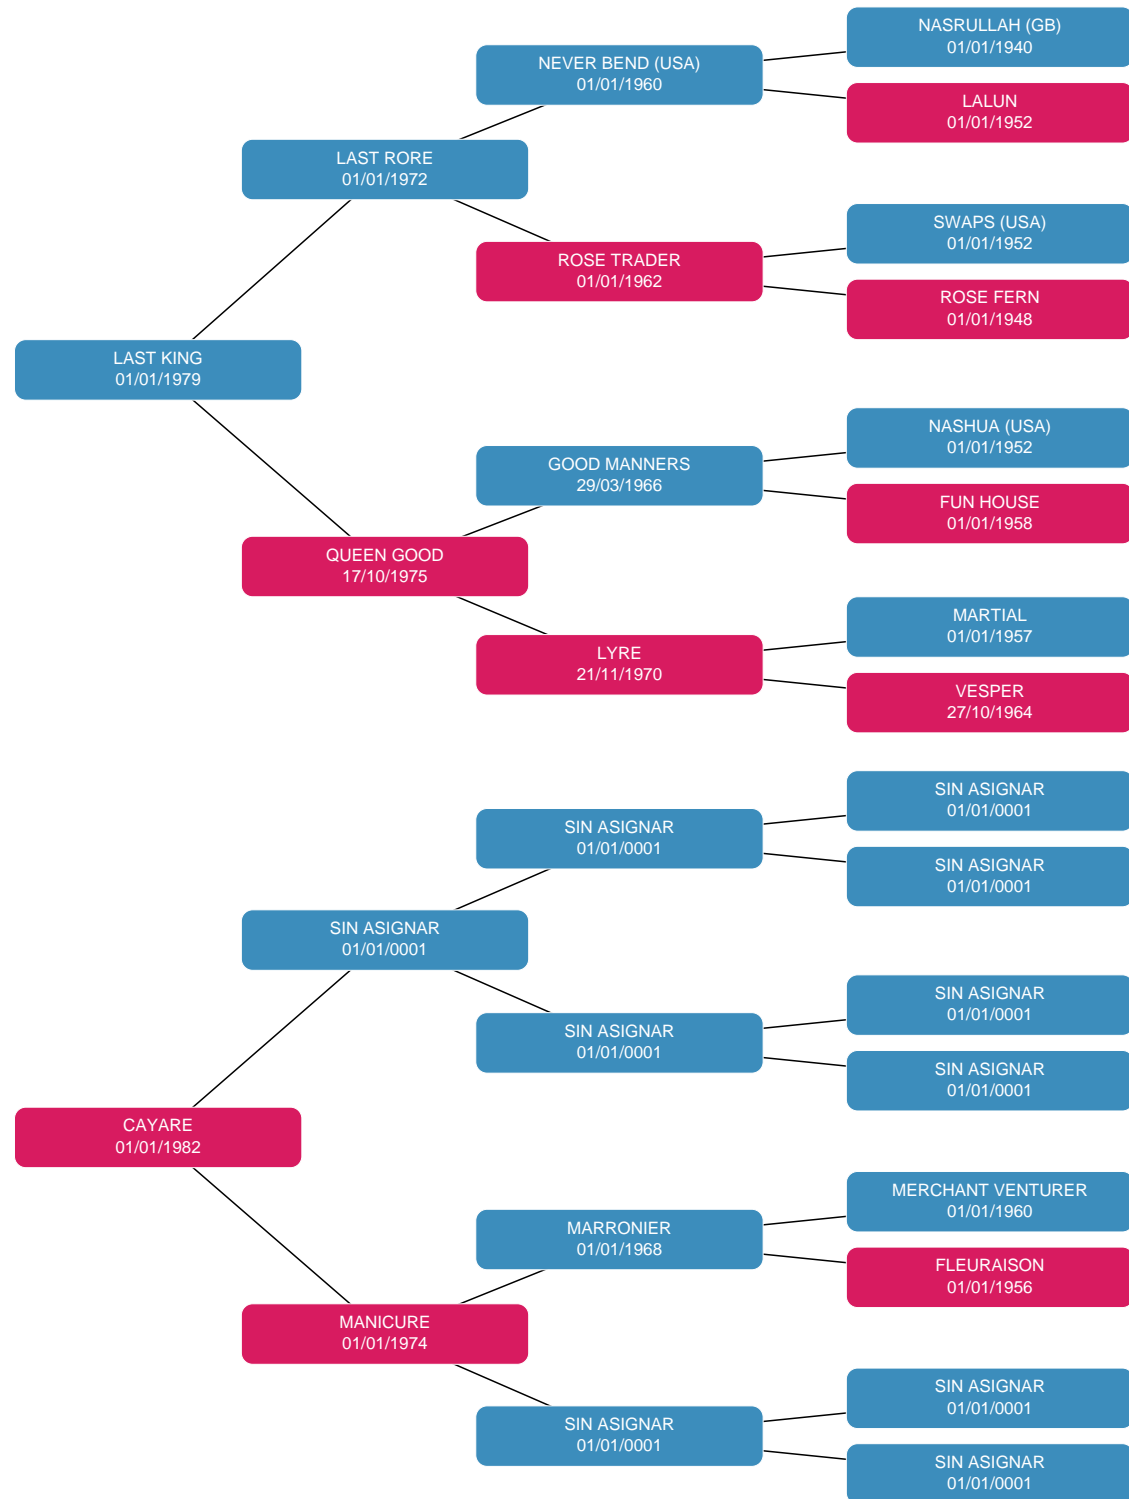 NASRULLAH (GB)
01/01/1940
NEVER BEND (USA)
01/01/1960
LALUN
01/01/1952
LAST RORE
01/01/1972
SWAPS (USA)
01/01/1952
ROSE TRADER
01/01/1962
ROSE FERN
01/01/1948
LAST KING
01/01/1979
NASHUA (USA)
01/01/1952
GOOD MANNERS
29/03/1966
FUN HOUSE
01/01/1958
QUEEN GOOD
17/10/1975
MARTIAL
01/01/1957
LYRE
21/11/1970
VESPER
27/10/1964
SIN ASIGNAR
01/01/0001
SIN ASIGNAR
01/01/0001
SIN ASIGNAR
01/01/0001
SIN ASIGNAR
01/01/0001
SIN ASIGNAR
01/01/0001
SIN ASIGNAR
01/01/0001
SIN ASIGNAR
01/01/0001
CAYARE
01/01/1982
MERCHANT VENTURER
01/01/1960
MARRONIER
01/01/1968
FLEURAISON
01/01/1956
MANICURE
01/01/1974
SIN ASIGNAR
01/01/0001
SIN ASIGNAR
01/01/0001
SIN ASIGNAR
01/01/0001